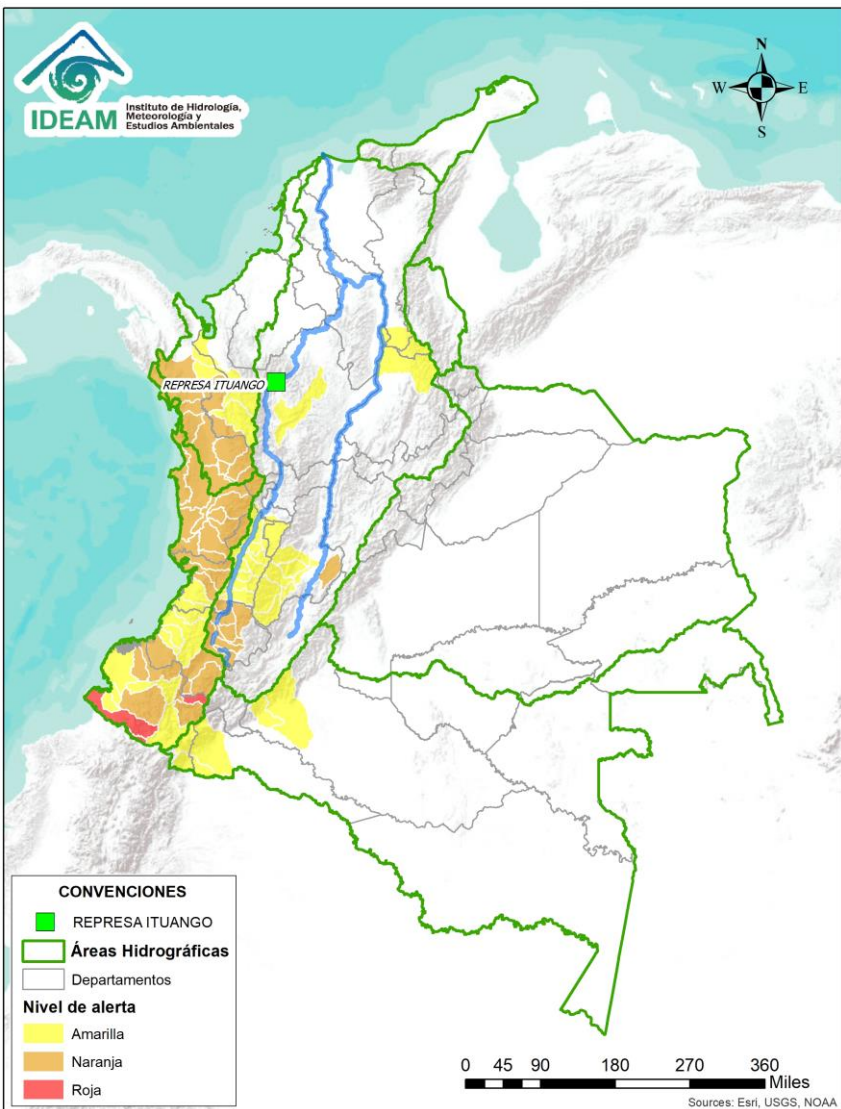 IDEAM
Instituto de Hidrología,
Meteorología y
Estudios Ambientales
N
W
E
S
REPRESA ITUANGO
CONVENCIONES
REPRESA ITUANGO
Áreas Hidrográficas
Departamentos
Nivel de alerta
Amarilla
Naranja
Roja
0 45 90 180 270 360
Miles
Sources: Esri, USGS, NOAA